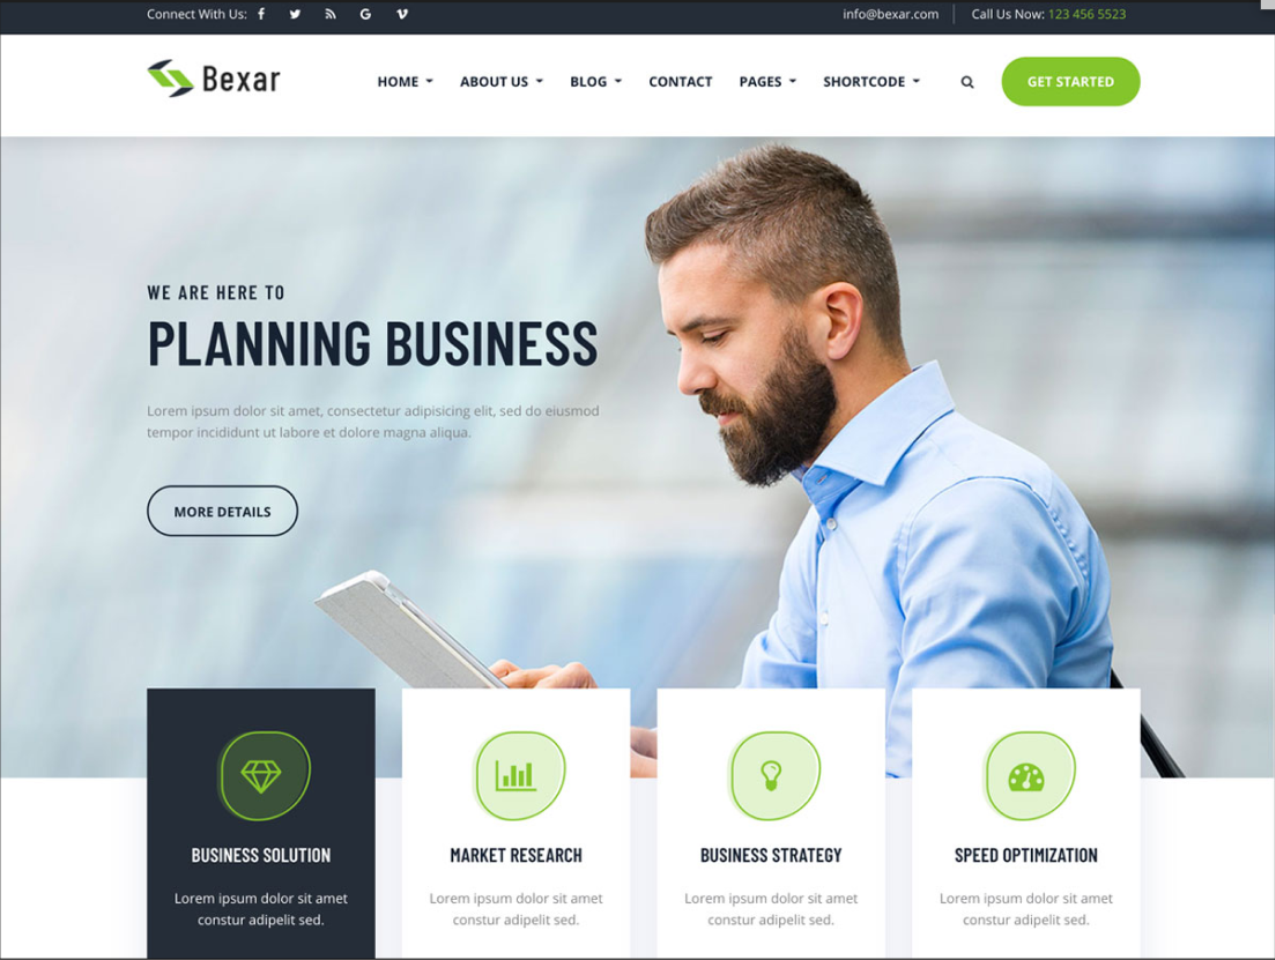 Connect With Us:
info@bexar.com
Call Us Now: 123 456 5523
Bexar
HOME
ABOUT US
BLOG
CONTACT
PAGES
SHORTCODE
GET STARTED
WE ARE HERE TO
PLANNING BUSINESS
Lorem ipsum dolor sit amet, consectetur adipisicing elit, sed do eiusmod
tempor incididunt ut labore et dolore magna aliqua.
MORE DETAILS
BUSINESS SOLUTION
Lorem ipsum dolor sit amet
constur adipelit sed.
MARKET RESEARCH
Lorem ipsum dolor sit amet
constur adipelit sed.
BUSINESS STRATEGY
Lorem ipsum dolor sit amet
constur adipelit sed.
SPEED OPTIMIZATION
Lorem ipsum dolor sit amet
constur adipelit sed.